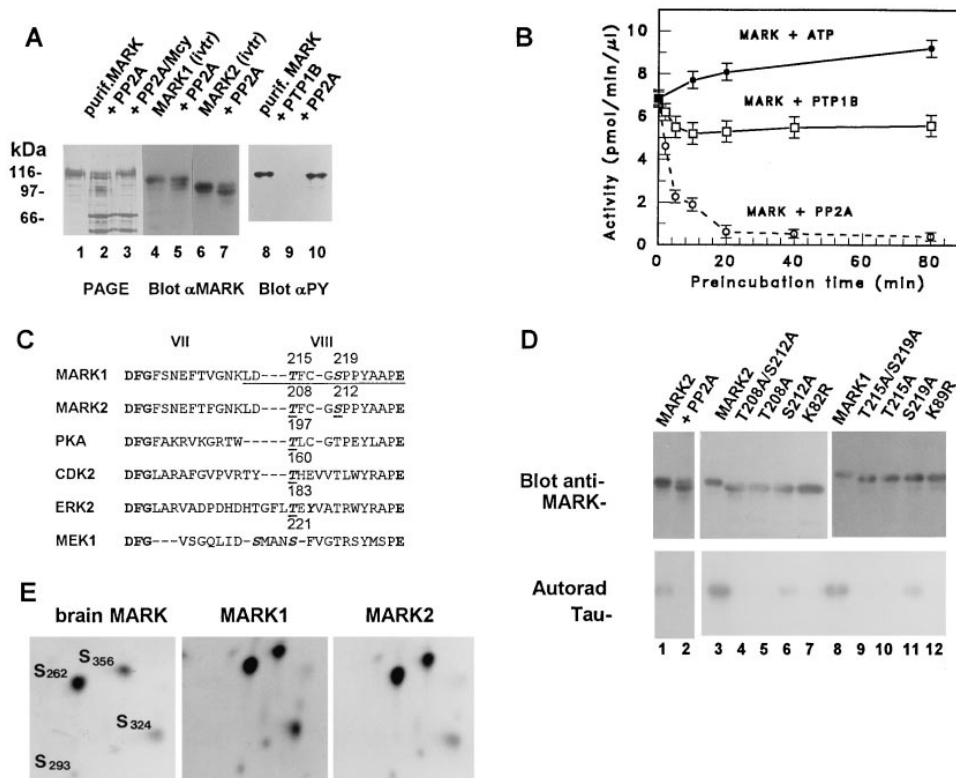 A
purif.MARK
+ PP2A
+ PP2A/Mcy
MARK1 (ivtr)
+ PP2A
MARK2 (ivtr)
+ PP2A
purif. MARK
+ PTP1B
+ PP2A
kDa
116-
97-
66-
1 2 3 4 5 6 7 8 9 10
PAGE Blot αMARK Blot αPY
B
Activity (pmol/min/μl)
10
8
6
4
2
0
MARK + ATP
MARK + PTP1B
MARK + PP2A
0 20 40 60 80
Preincubation time (min)
C
VII VIII
215 219
MARK1 DFGFSNEFTVGNKLD----TFC-GSPPYAAPE
208 212
MARK2 DFGFSNEFTFGNKLD----TFC-GSPPYAAPE
197
PKA DFGFAKRVKGRTW-----TLC-GTPEYLAPE
160
CDK2 DFGLARAFGVPVRTY----THEVVTLWYRAPE
183
ERK2 DFGLARVADPDHDHTGFLTEYVATRWYRAPE
221
MEK1 DFG---VSGQLID-SMANS-FVGTRSYMSPE
D
MARK2
+ PP2A
MARK2
T208A/S212A
T208A
S212A
K82R
MARK1
T215A/S219A
T215A
S219A
K89R
Blot anti-
MARK-
Autorad
Tau-
1 2 3 4 5 6 7 8 9 10 11 12
E
brain MARK MARK1 MARK2
S262
S356
S324
S293